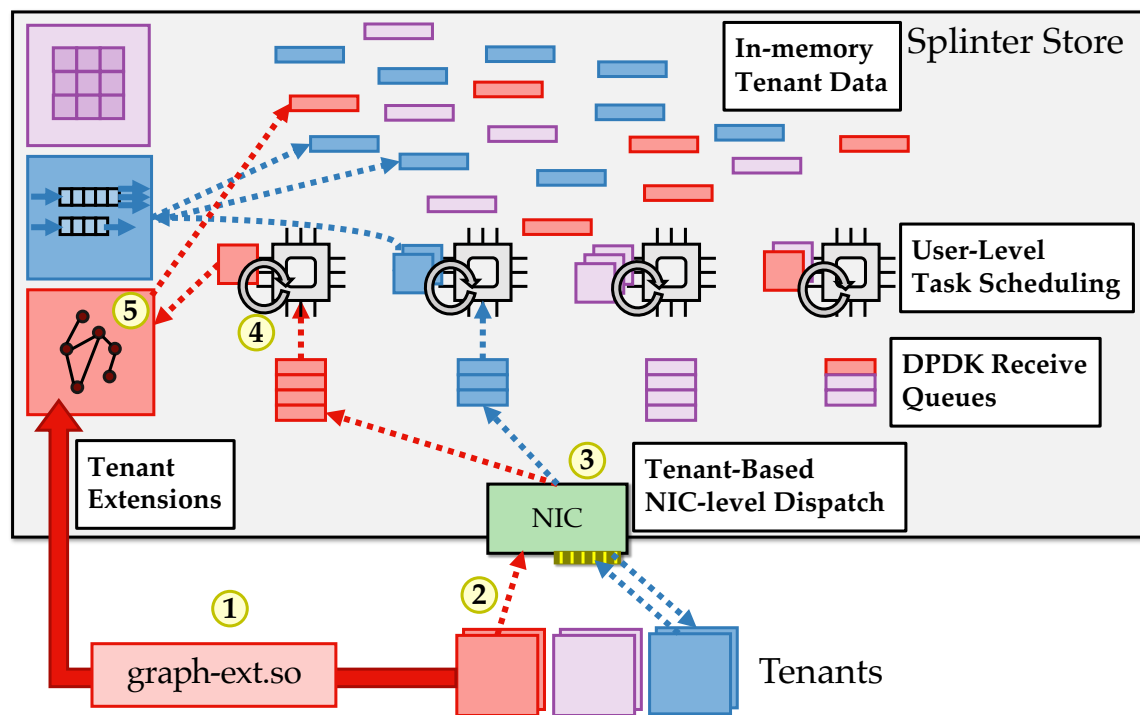 Splinter Store
In-memory
Tenant Data
User-Level
Task Scheduling
5
4
DPDK Receive
Queues
Tenant
Extensions
3
Tenant-Based
NIC-level Dispatch
NIC
1
2
graph-ext.so
Tenants